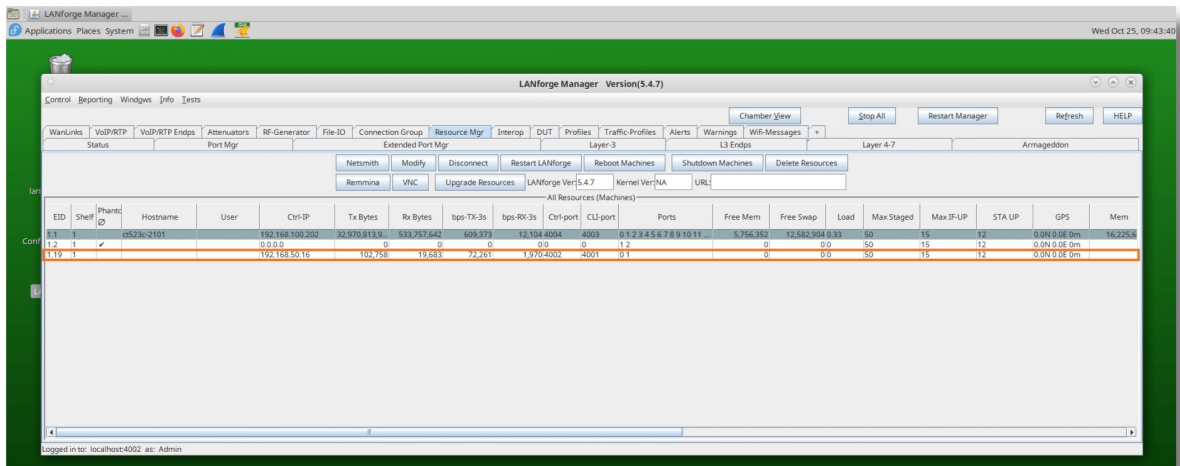 LANforge Manager ...
Applications Places System
Wed Oct 25, 09:43:40
LANforge Manager Version(5.4.7)
Control Reporting Windows Info Tests
Chamber View Stop All Restart Manager Refresh HELP
WanLinks VoIP/RTP VoIP/RTP Endps Attenuators RF-Generator File-IO Connection Group Resource Mgr Interop DUT Profiles Traffic-Profiles Alerts Warnings Wifi-Messages +
Status Port Mgr Extended Port Mgr Layer-3 L3 Endps Layer 4-7 Armageddon
Netsmith Modify Disconnect Restart LANforge Reboot Machines Shutdown Machines Delete Resources
Remmina VNC Upgrade Resources LANforge Ver: 5.4.7 Kernel Ver: NA URL:
All Resources (Machines)
EID Shelf Phantc Ø Hostname User Ctrl-IP Tx Bytes Rx Bytes bps-TX-3s bps-RX-3s Ctrl-port CLI-port Ports Free Mem Free Swap Load Max Staged Max IF-UP STA UP GPS Mem
1.1 1 ct523c-2101 192.168.100.202 32,970,813,9... 533,757,642 609,373 12,104 4004 4003 0 1 2 3 4 5 6 7 8 9 10 11 ... 5,756,352 12,582,904 0.33 50 15 12 0.0N 0.0E 0m 16,225,6
1.2 1 ✔ 0.0.0.0 0 0 0 0 0 0 1 2 0 0 0 50 15 12 0.0N 0.0E 0m
1.19 1 192.168.50.16 102,758 19,683 72,261 1,970 4002 4001 0 1 0 0 0 50 15 12 0.0N 0.0E 0m
lan
Conf
Logged in to: localhost:4002 as: Admin